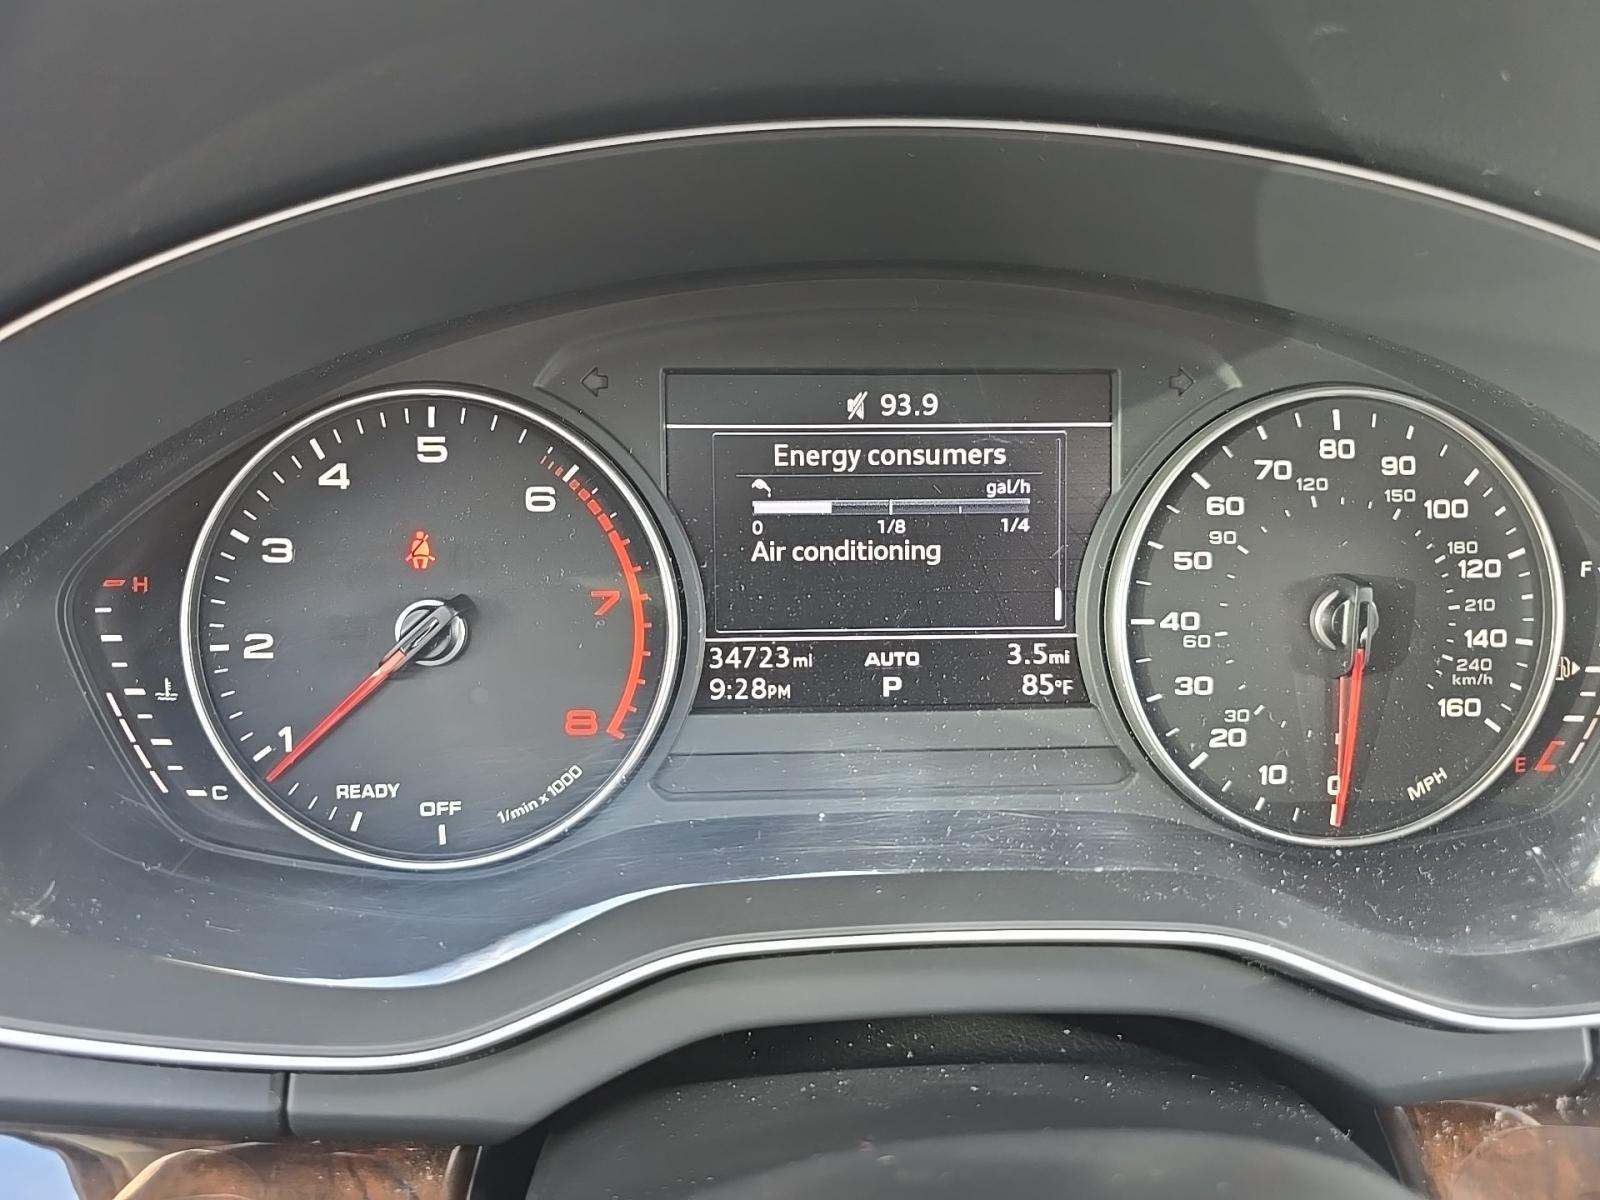 93.9
Energy consumers
gal/h
0 1/8 1/4
Air conditioning
34723mi AUTO 3.5mi
9:28PM P 85°F
H
C
1
2
3
4
5
6
7
8
READY
OFF
1/min x 1000
0
10
20
30
40
50
60
70
80
90
100
120
140
160
30
60
90
120
150
180
210
240
km/h
MPH
F
E